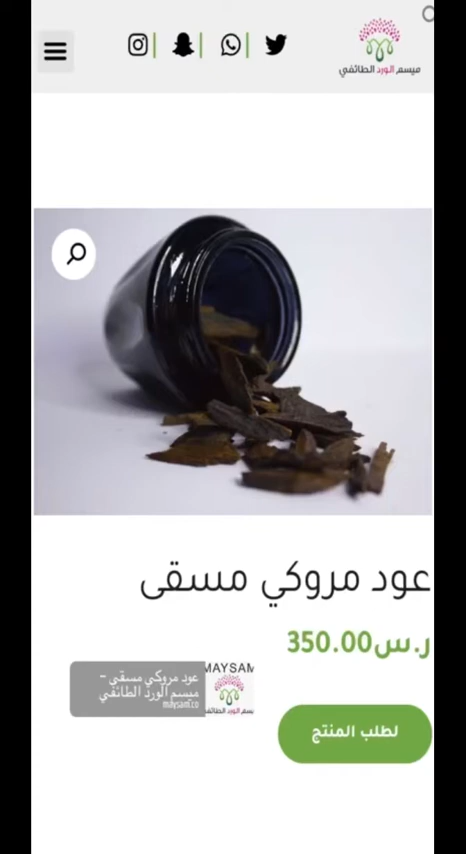 ميسم الورد الطائفي
عود مروكي مسقى
ر.س350.00
MAYSAM
عود مروكي مسقى –
ميسم الورد الطائفي
maysam.co
ميسم الورد الطائفي
لطلب المنتج